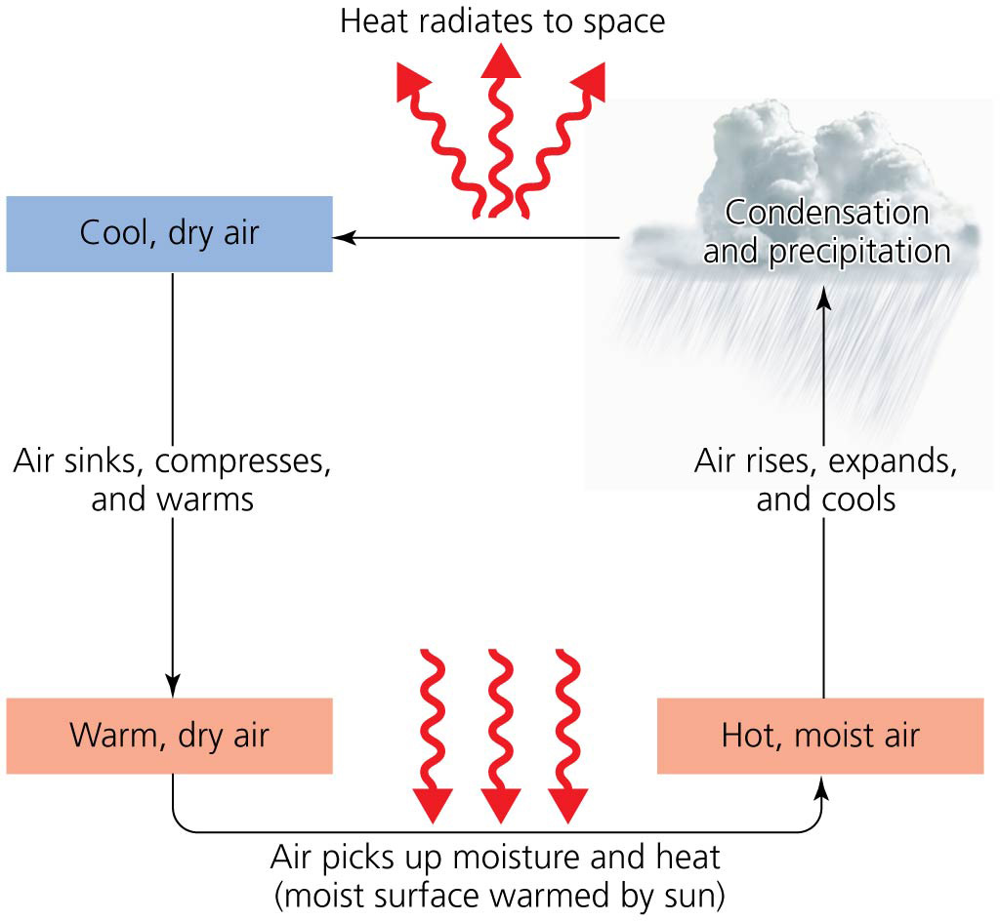 Heat radiates to space
Condensation
and precipitation
Cool, dry air
Air sinks, compresses,
and warms
Air rises, expands,
and cools
Warm, dry air
Hot, moist air
Air picks up moisture and heat
(moist surface warmed by sun)